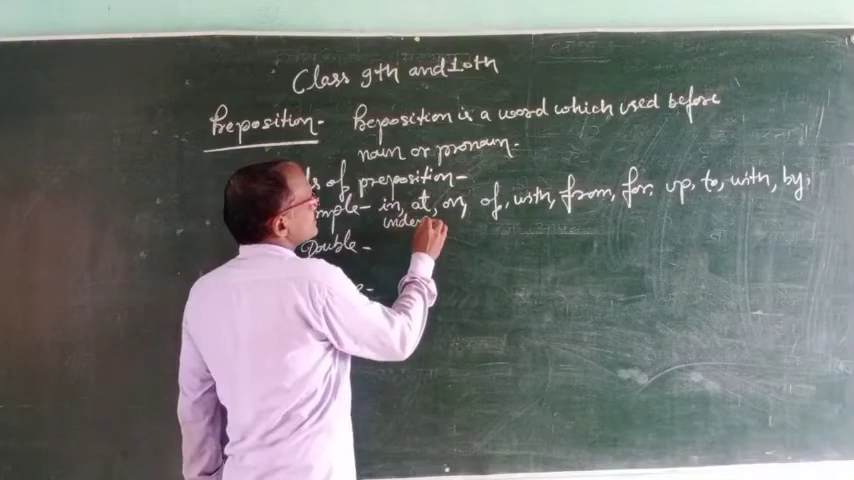 Class 9th and 10th
Preposition - Preposition is a word which used before
noun or pronoun.
of preposition -
in, at, on, of, with, from, for, up, to, with, by,
under
Double -